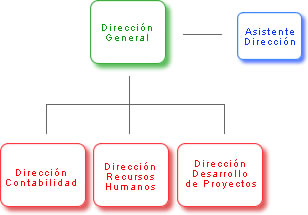 Dirección
General
Asistente
Dirección
Dirección
Contabilidad
Dirección
Recursos
Humanos
Dirección
Desarrollo
de Proyectos